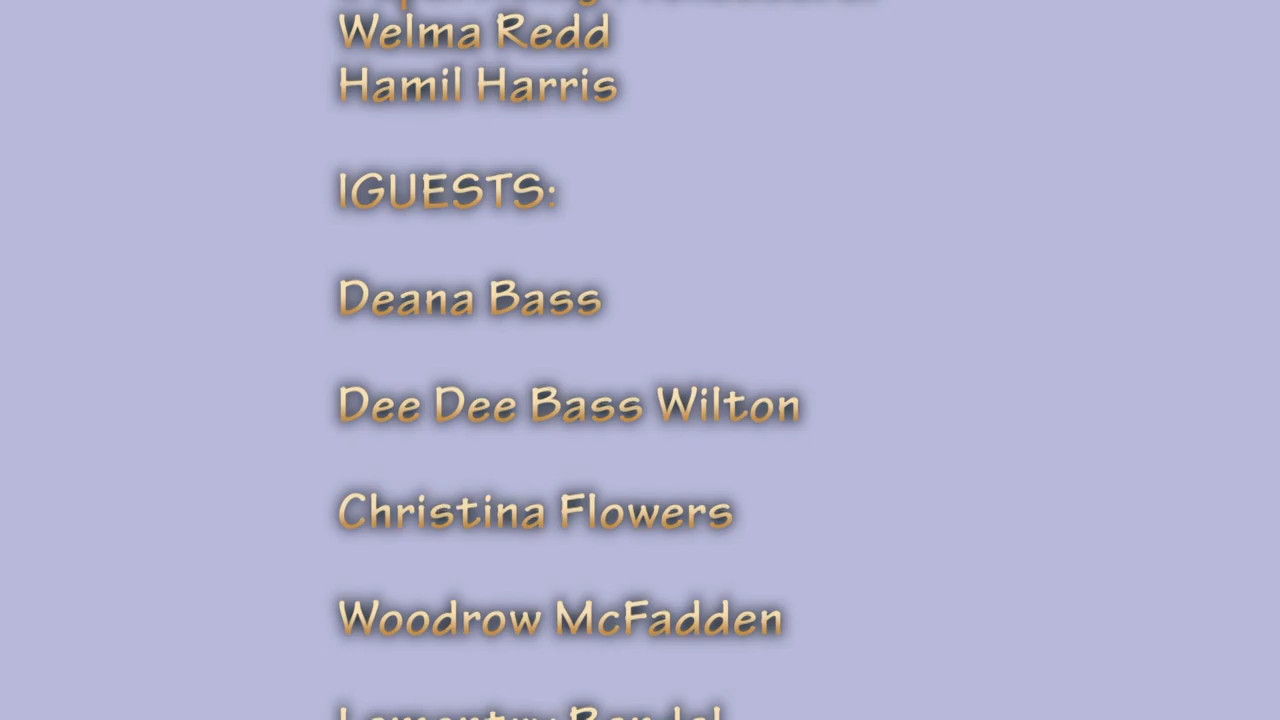 Welma Redd
Hamil Harris
IGUESTS:
Deana Bass
Dee Dee Bass Wilton
Christina Flowers
Woodrow McFadden